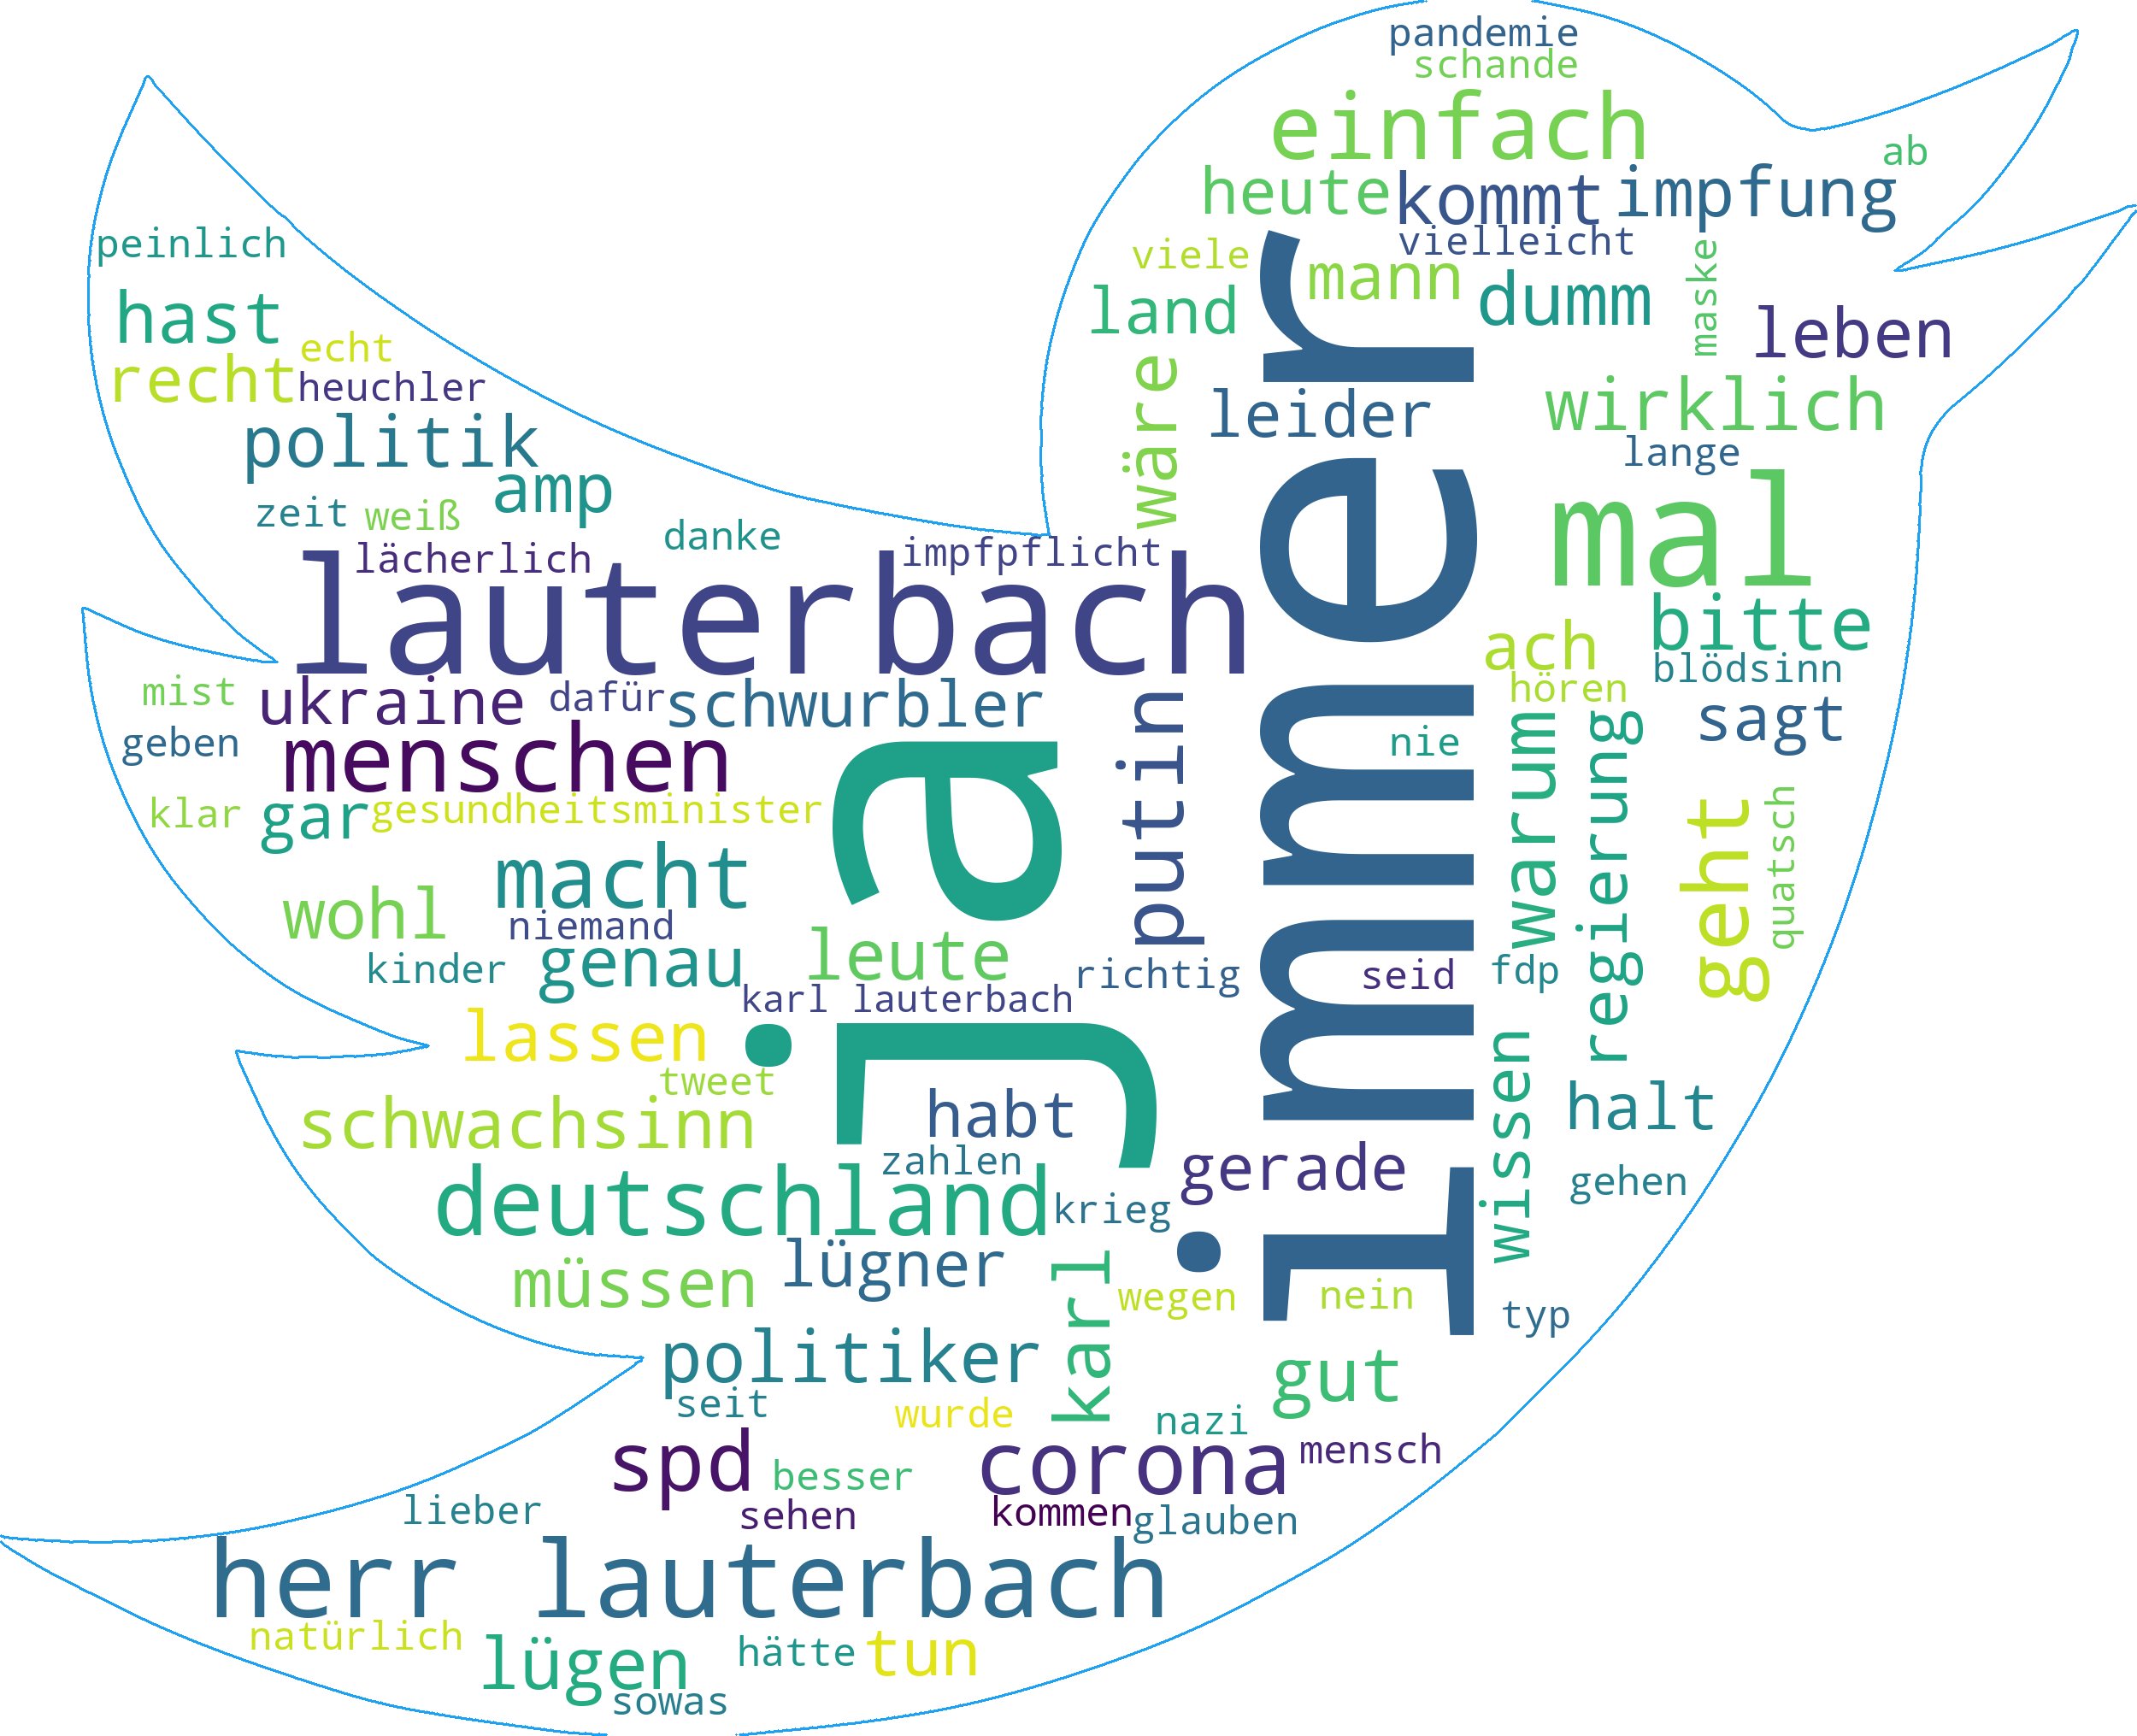 pandemie
schande
einfach
ab
heute
kommt
impfung
peinlich
viele
vielleicht
mann
maske
hast
land
dumm
leben
echt
recht
heuchler
wäre
leider
wirklich
politik
lange
amp
mal
zeit
weiß
danke
lächerlich
impfpflicht
lauterbach
immer
bitte
ach
blödsinn
mist
ukraine
dafür
schwurbler
hören
putin
warum
sagt
geben
menschen
nie
regierung
klar
gar
gesundheitsminister
ja
geht
quatsch
macht
wohl
niemand
leute
kinder
genau
richtig
seid
fdp
karl lauterbach
lassen
wissen
tweet
schwachsinn
habt
halt
zahlen
gerade
gehen
deutschland
krieg
lügner
karl
müssen
wegen
nein
typ
politiker
gut
seit
wurde
nazi
spd
corona
mensch
besser
lieber
sehen
kommen
glauben
herr lauterbach
natürlich
lügen
hätte
tun
sowas